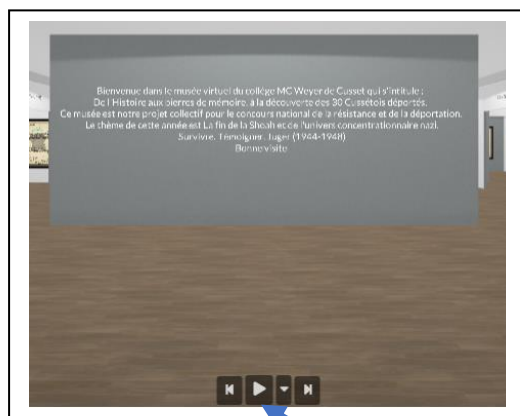 Bienvenue dans le musée virtuel du collège MC Weyer de Cusset qui s'intitule :
De l'Histoire aux pierres de mémoire, à la découverte des 30 Cussétois déportés.
Ce musée est notre projet collectif pour le concours national de la résistance et de la déportation.
Le thème de cette année est La fin de la Shoah et de l'univers concentrationnaire nazi.
Survivre, Témoigner, Juger (1944-1948)
Bonne visite